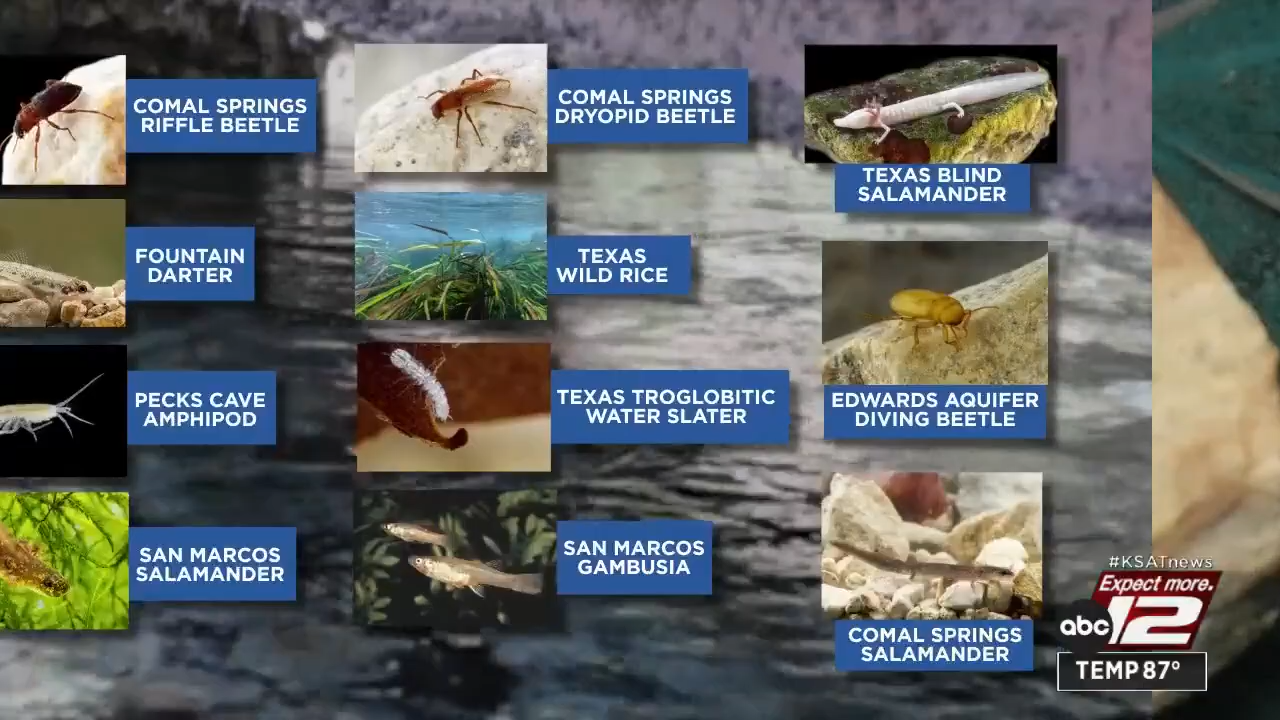 COMAL SPRINGS
RIFFLE BEETLE
COMAL SPRINGS
DRYOPID BEETLE
TEXAS BLIND
SALAMANDER
FOUNTAIN
DARTER
TEXAS
WILD RICE
EDWARDS AQUIFER
DIVING BEETLE
PECKS CAVE
AMPHIPOD
TEXAS TROGLOBITIC
WATER SLATER
SAN MARCOS
SALAMANDER
SAN MARCOS
GAMBUSIA
COMAL SPRINGS
SALAMANDER
#KSATnews
Expect more.
abc 12
TEMP 87°